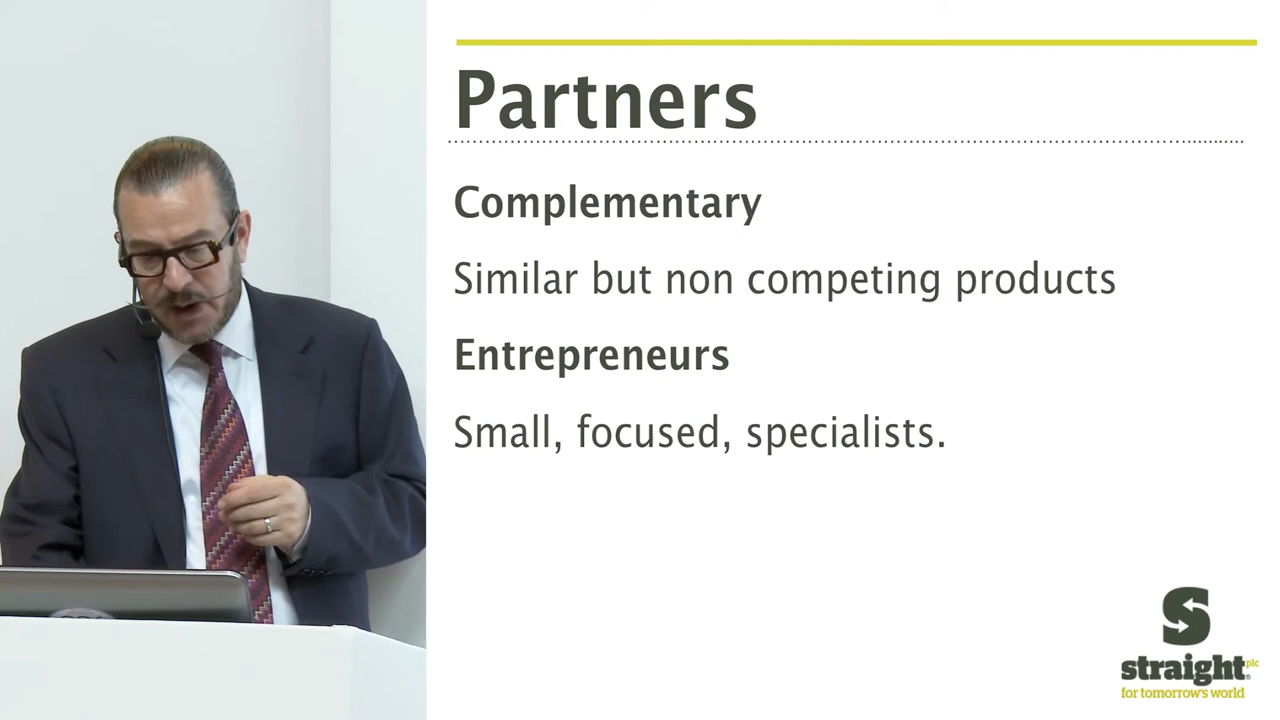 Partners
Complementary
Similar but non competing products
Entrepreneurs
Small, focused, specialists.
straight plc
for tomorrow's world